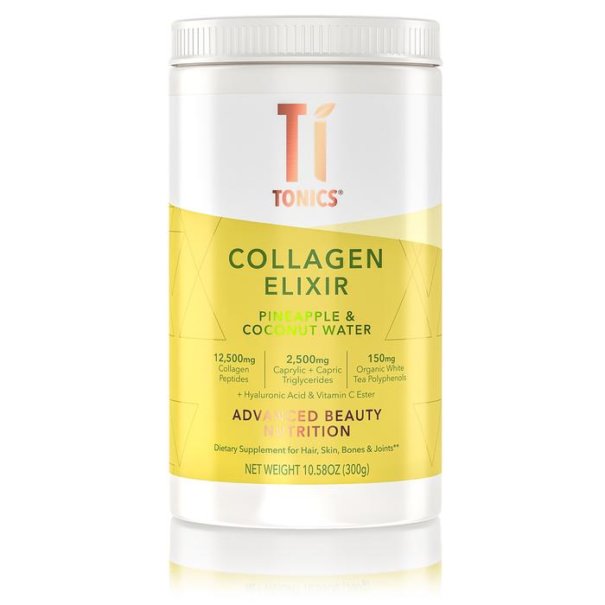 Tí
TONICS®
COLLAGEN
ELIXIR
PINEAPPLE &
COCONUT WATER
12,500mg
Collagen
Peptides
2,500mg
Caprylic + Capric
Triglycerides
150mg
Organic White
Tea Polyphenols
+ Hyaluronic Acid & Vitamin C Ester
ADVANCED BEAUTY
NUTRITION
Dietary Supplement for Hair, Skin, Bones & Joints**
NET WEIGHT 10.58OZ (300g)